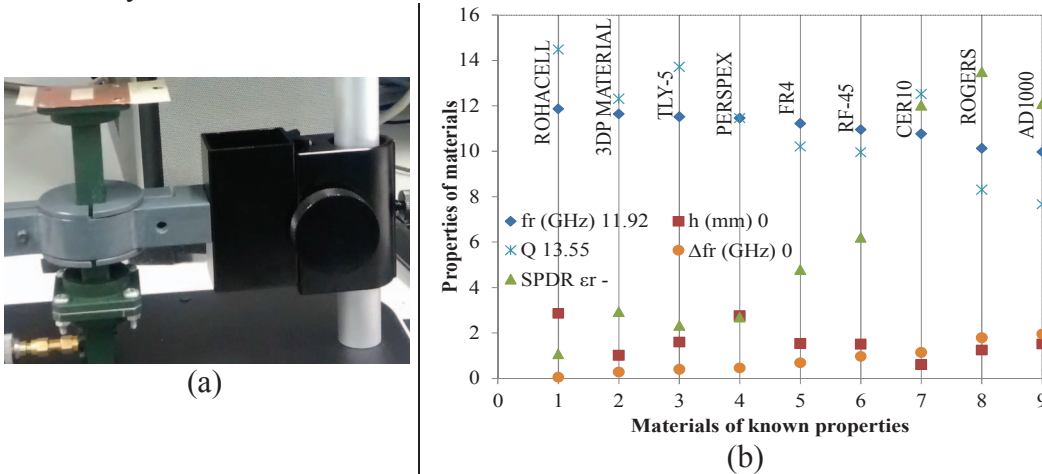 (a)
Properties of materials
16
14
12
10
8
6
4
2
0
ROHACELL
3DP MATERIAL
TLY-5
PERSPEX
FR4
RF-45
CER10
ROGERS
AD1000
fr (GHz) 11.92
h (mm) 0
Q 13.55
Δfr (GHz) 0
SPDR εr -
0 1 2 3 4 5 6 7 8 9
Materials of known properties
(b)